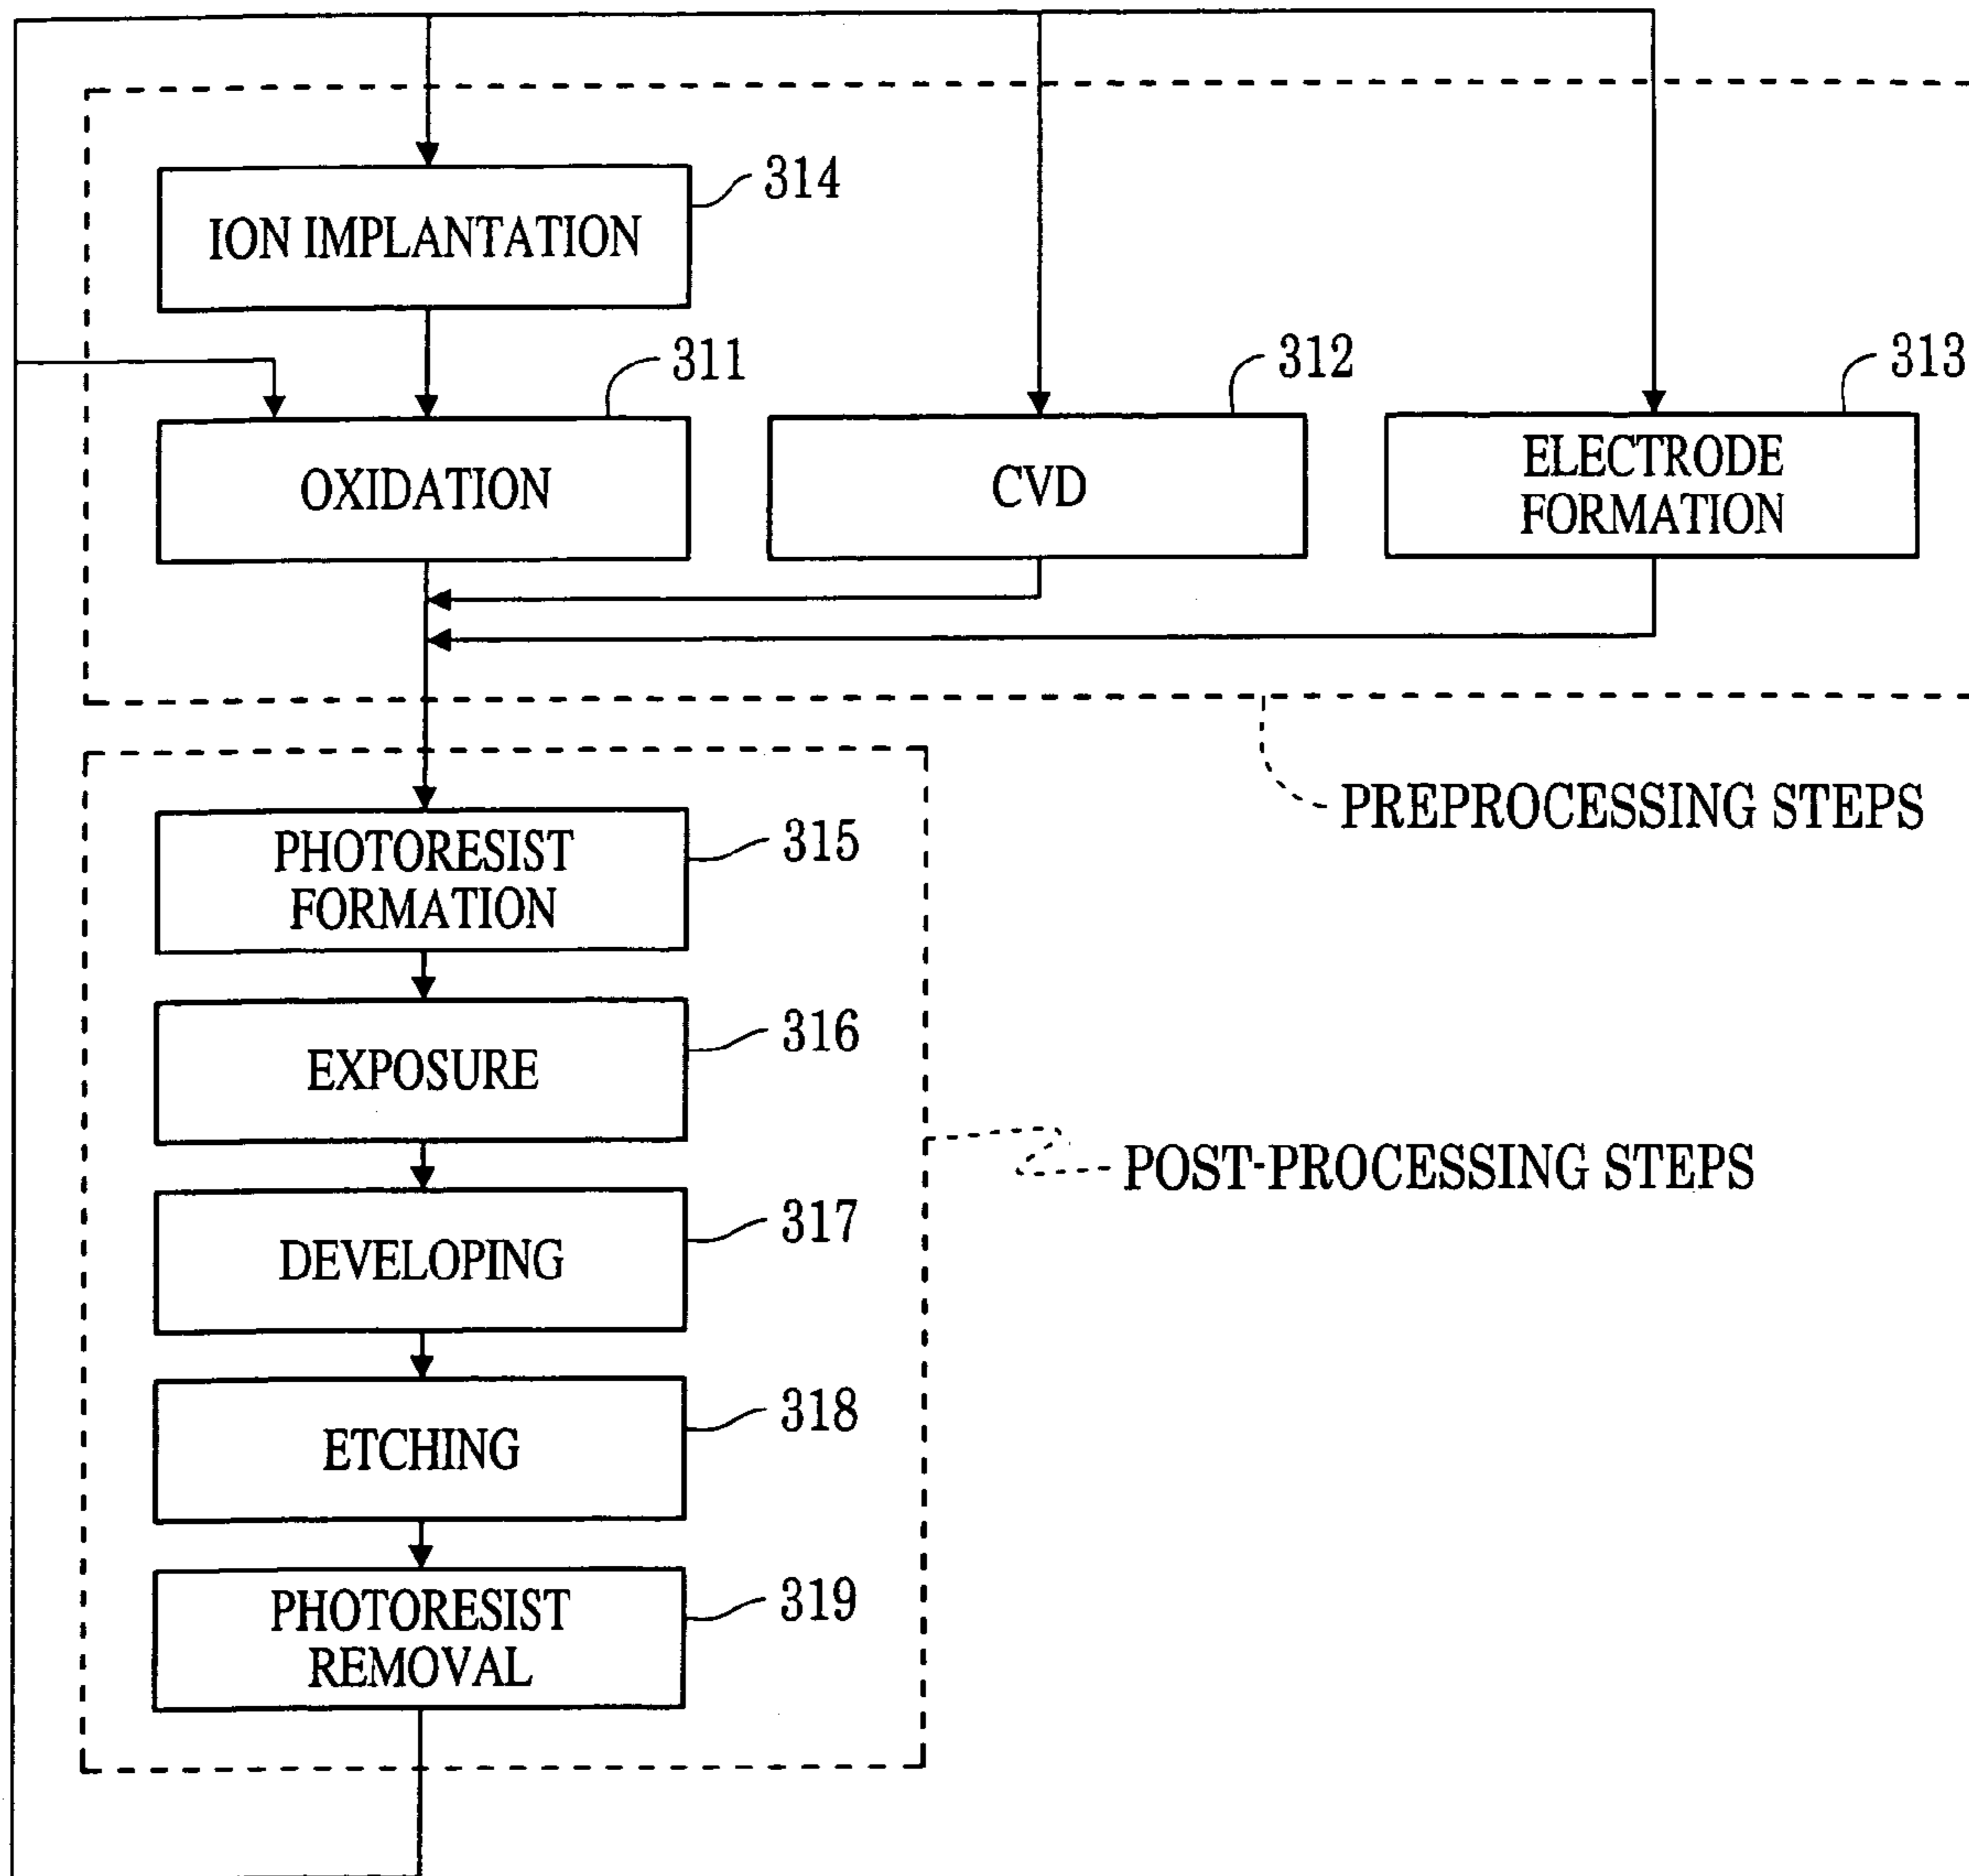 314
ION IMPLANTATION
311
312
313
OXIDATION
CVD
ELECTRODE
FORMATION
PREPROCESSING STEPS
PHOTORESIST
FORMATION
315
EXPOSURE
316
POST-PROCESSING STEPS
DEVELOPING
317
ETCHING
318
PHOTORESIST
REMOVAL
319